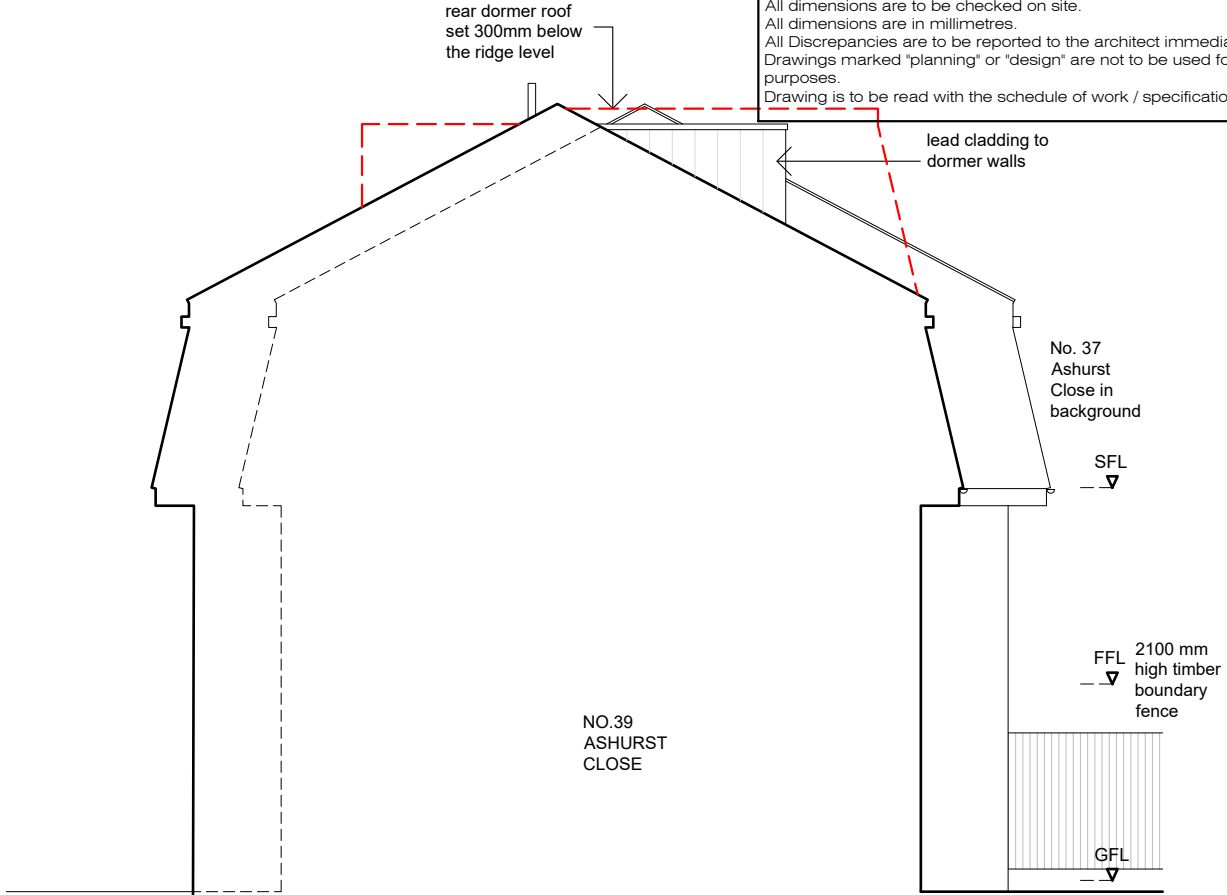 rear dormer roof
set 300mm below
the ridge level
All dimensions are to be checked on site.
All dimensions are in millimetres.
All Discrepancies are to be reported to the architect
Drawings marked "planning" or "design" are not to be used
purposes.
Drawing is to be read with the schedule of work /
lead cladding to
dormer walls
No. 37
Ashurst
Close in
background
SFL
FFL
2100 mm
high timber
boundary
fence
NO.39
ASHURST
CLOSE
GFL